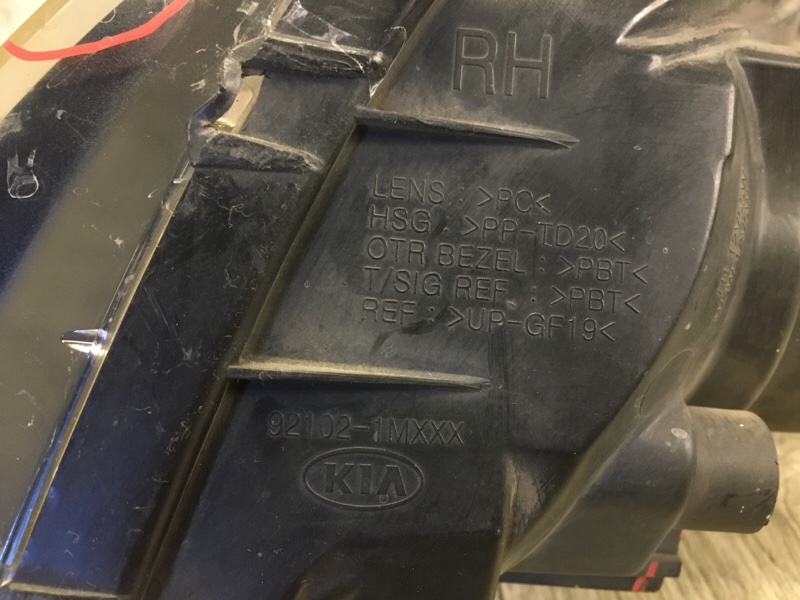 RH
LENS : >PC<
HSG : >PP-TD20<
OTR BEZEL : >PBT<
T/SIG REF. : >PBT<
REF : >UP-GF19<
92102-1MXXX
KIA